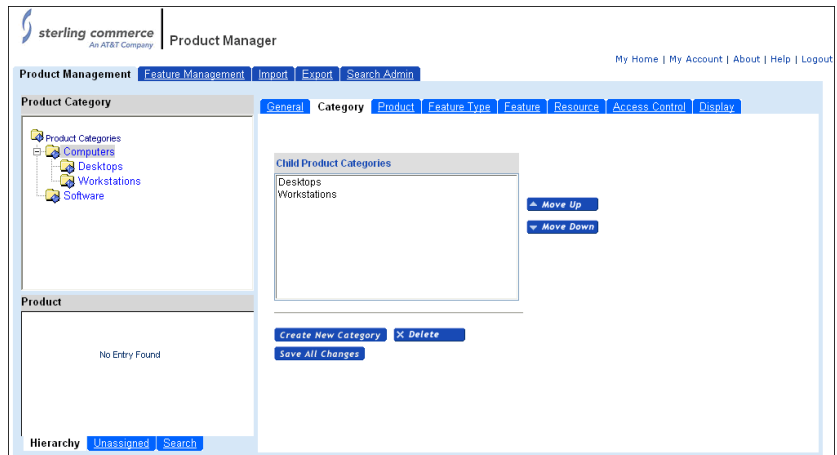 sterling commerce
An AT&T Company
Product Manager
My Home | My Account | About | Help | Logout
Product Management Feature Management Import Export Search Admin
Product Category
General Category Product Feature Type Feature Resource Access Control Display
Product Categories
Computers
Desktops
Workstations
Software
Child Product Categories
Desktops
Workstations
Move Up
Move Down
Product
No Entry Found
Create New Category Delete
Save All Changes
Hierarchy Unassigned Search